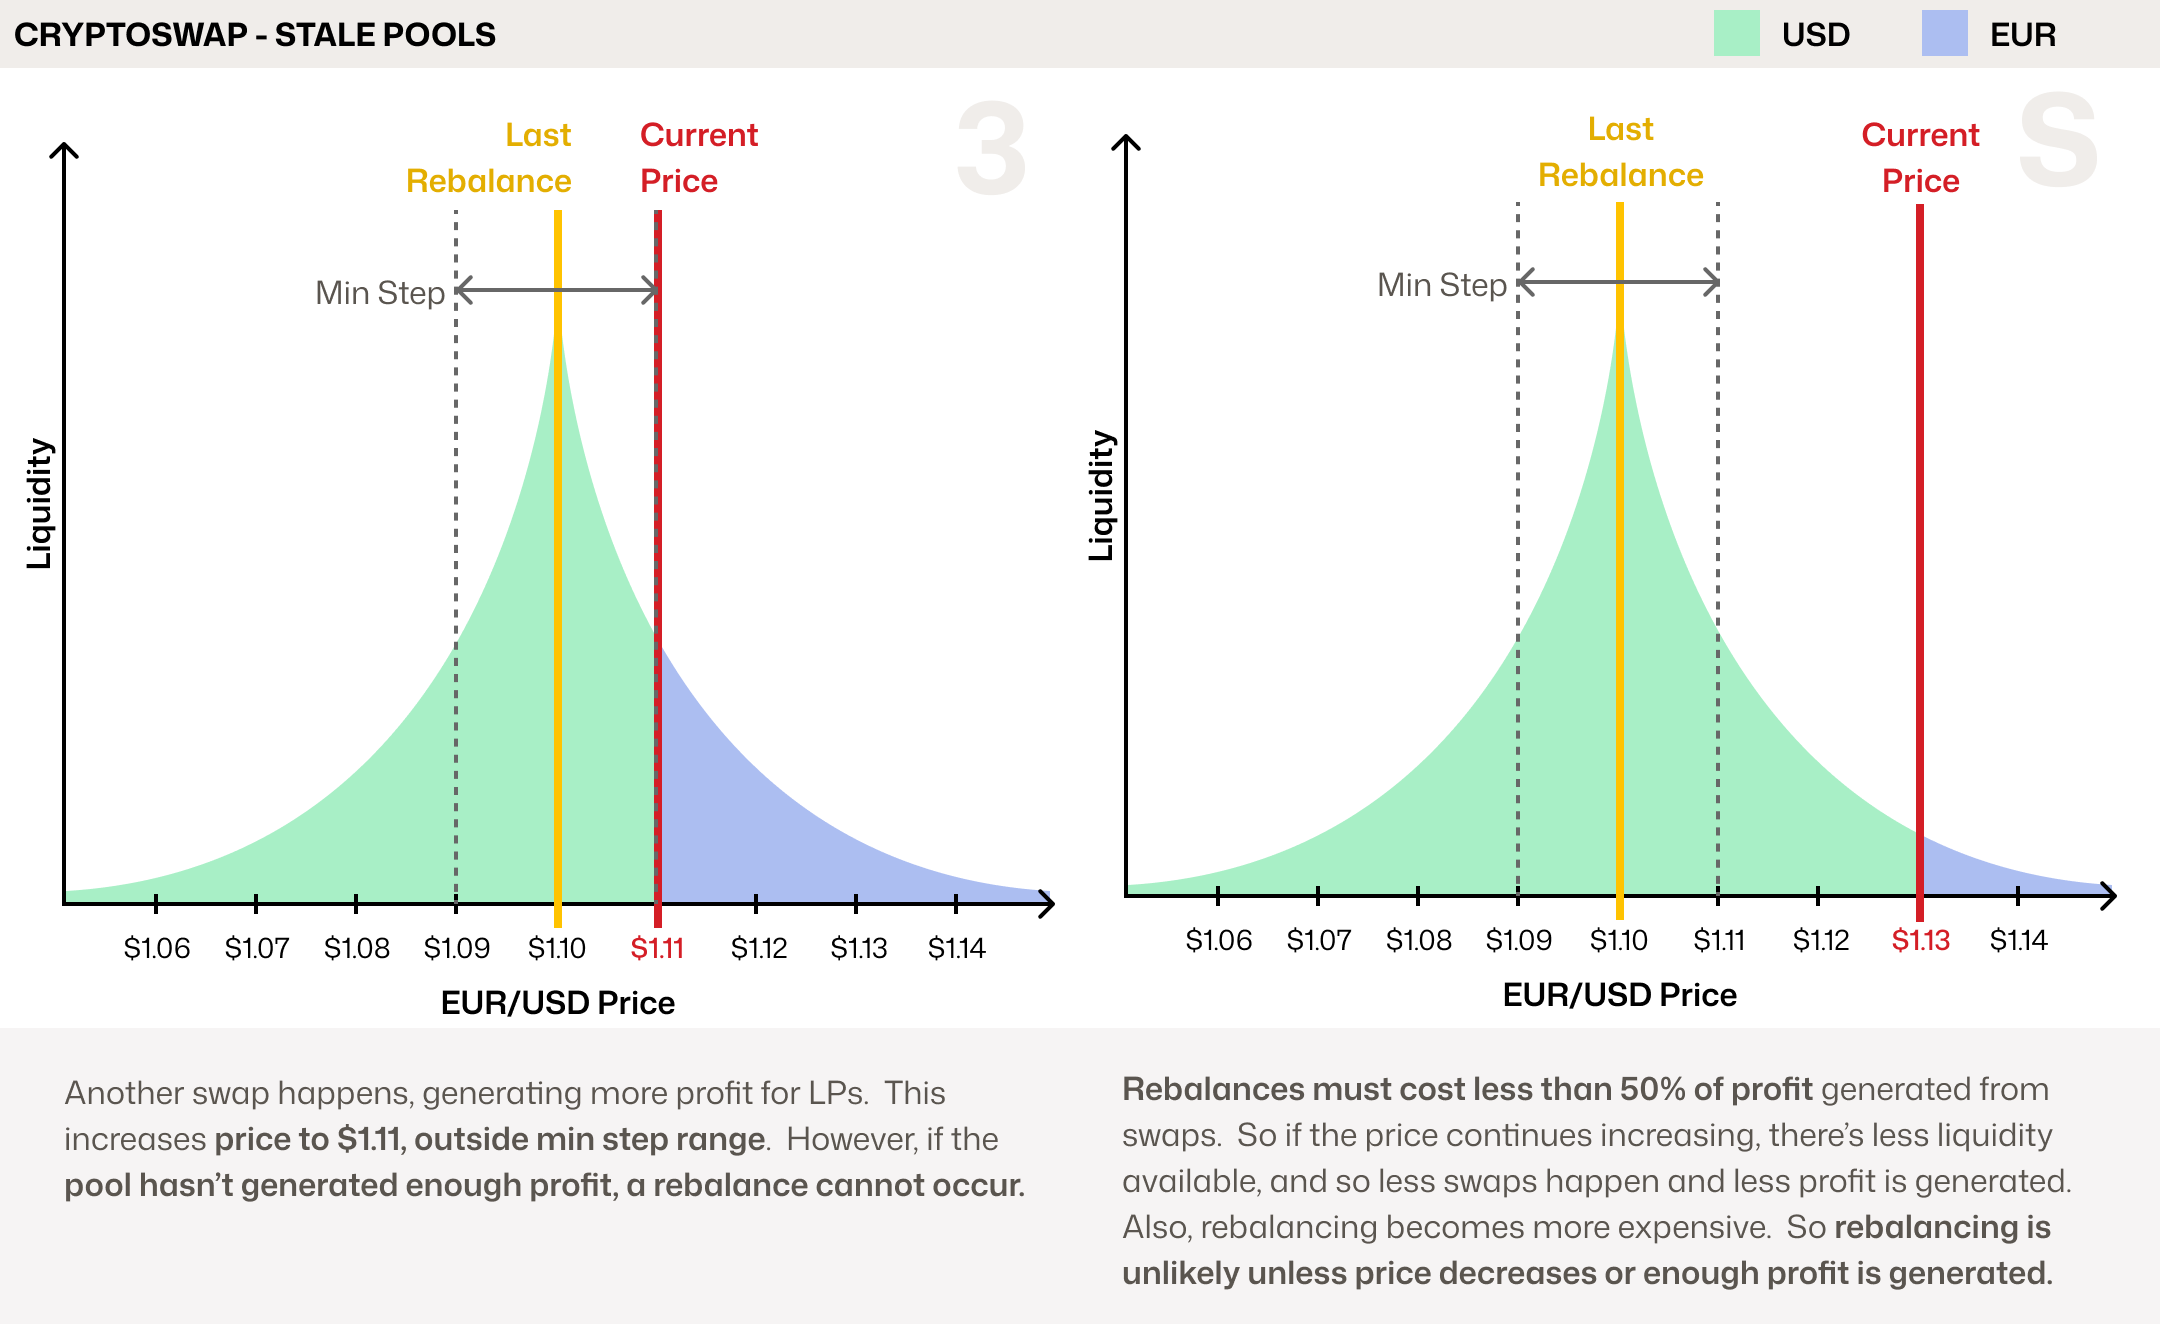 CRYPTOSWAP - STALE POOLS
USD
EUR
3
Last
Rebalance
Current
Price
Min Step
Liquidity
$1.06
$1.07
$1.08
$1.09
$1.10
$1.11
$1.12
$1.13
$1.14
EUR/USD Price
Another swap happens, generating more profit for LPs.  This
increases price to $1.11, outside min step range.  However, if the
pool hasn't generated enough profit, a rebalance cannot occur.
S
Last
Rebalance
Current
Price
Min Step
Liquidity
$1.06
$1.07
$1.08
$1.09
$1.10
$1.11
$1.12
$1.13
$1.14
EUR/USD Price
Rebalances must cost less than 50% of profit generated from
swaps.  So if the price continues increasing, there's less liquidity
available, and so less swaps happen and less profit is generated.
Also, rebalancing becomes more expensive.  So rebalancing is
unlikely unless price decreases or enough profit is generated.